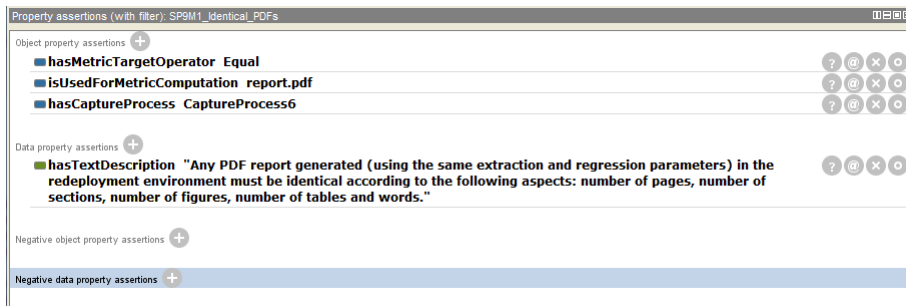 Property assertions (with filter): SP9M1_Identical_PDFs
Object property assertions
hasMetricTargetOperator Equal
isUsedForMetricComputation report.pdf
hasCaptureProcess CaptureProcess6
Data property assertions
hasTextDescription "Any PDF report generated (using the same extraction and regression parameters) in the
redeployment environment must be identical according to the following aspects: number of pages, number of
sections, number of figures, number of tables and words."
Negative object property assertions
Negative data property assertions